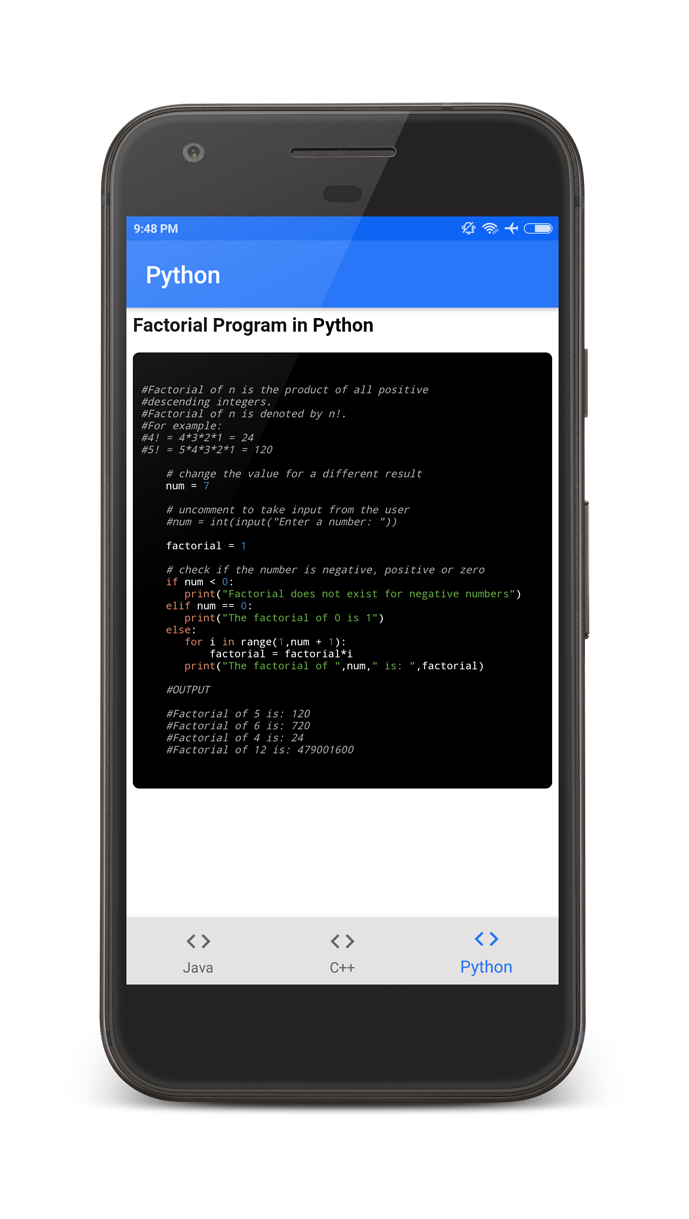 9:48 PM
Python
Factorial Program in Python
#Factorial of n is the product of all positive
#descending integers.
#Factorial of n is denoted by n!.
#For example:
#4! = 4*3*2*1 = 24
#5! = 5*4*3*2*1 = 120
# change the value for a different result
num = 7
# uncomment to take input from the user
#num = int(input("Enter a number: "))
factorial = 1
# check if the number is negative, positive or zero
if num < 0:
print("Factorial does not exist for negative numbers")
elif num == 0:
print("The factorial of 0 is 1")
else:
for i in range(1,num + 1):
factorial = factorial*i
print("The factorial of ",num," is: ",factorial)
#OUTPUT
#Factorial of 5 is: 120
#Factorial of 6 is: 720
#Factorial of 4 is: 24
#Factorial of 12 is: 479001600
Java
C++
Python